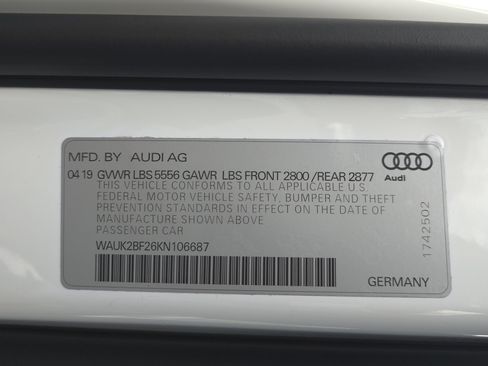 MFD. BY AUDI AG
04 19 GVWR LBS 5556 GAWR LBS FRONT 2800 /REAR 2877
THIS VEHICLE CONFORMS TO ALL APPLICABLE U.S.
FEDERAL MOTOR VEHICLE SAFETY, BUMPER AND THEFT
PREVENTION STANDARDS IN EFFECT ON THE DATE OF
MANUFACTURE SHOWN ABOVE
PASSENGER CAR
WAUK2BF26KN106687
Audi
1742502
GERMANY